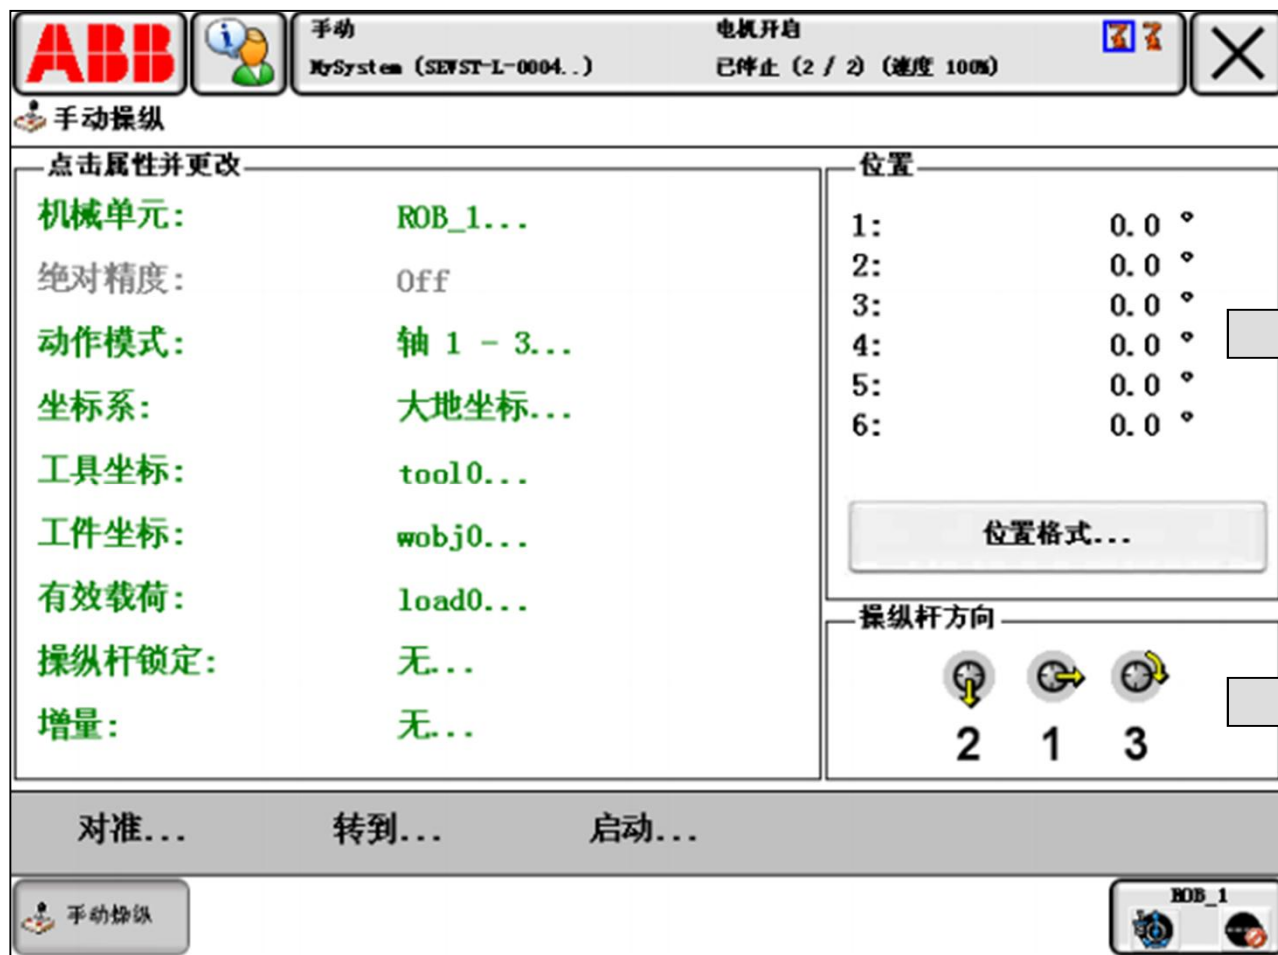 ABB
手动
MySystem (SEVST-L-0004..)
电机开启
已停止 (2 / 2) (速度 100%)
手动操纵
点击属性并更改
机械单元: ROB_1...
绝对精度: Off
动作模式: 轴 1 - 3...
坐标系: 大地坐标...
工具坐标: tool0...
工件坐标: wobj0...
有效载荷: load0...
操纵杆锁定: 无...
增量: 无...
位置
1: 0.0 °
2: 0.0 °
3: 0.0 °
4: 0.0 °
5: 0.0 °
6: 0.0 °
位置格式...
操纵杆方向
2 1 3
对准... 转到... 启动...
手动操纵
ROB_1